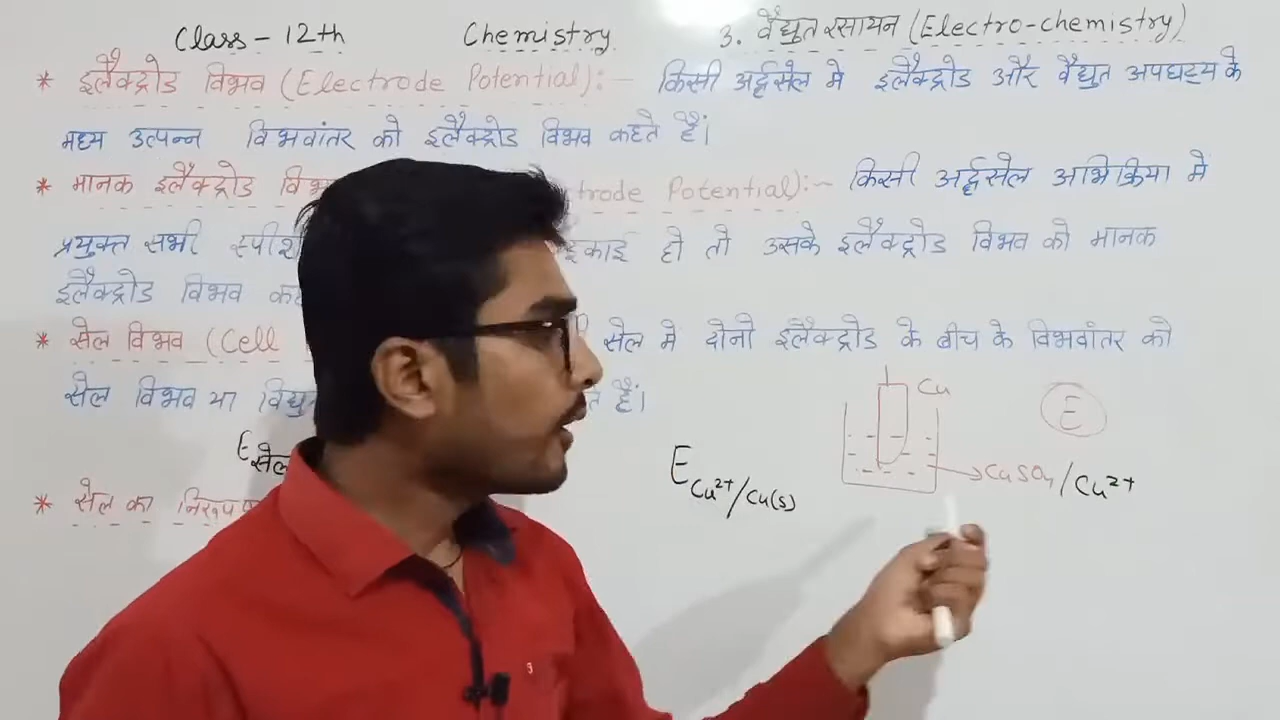 Class - 12th Chemistry 3. वैद्युत रसायन (Electro-chemistry)
* इलैक्ट्रोड विभव (Electrode Potential):- किसी अर्द्धसेल मे इलैक्ट्रोड और वैद्युत अपघट्य के
मध्य उत्पन्न विभवांतर को इलैक्ट्रोड विभव कहते हैं।
* मानक इलैक्ट्रोड trode Potential):- किसी अर्द्धसेल अभिक्रिया मे
प्रयुक्त सभी इकाई हो तो उसके इलैक्ट्रोड विभव को मानक
इलैक्ट्रोड विभव
* सेल विभव (Cell सेल मे दोनो इलैक्ट्रोड के बीच के विभवांतर को
सेल विभव या हैं।
Cu
E
E सेल
E Cu²⁺/Cu(s)
CuSO₄/Cu²⁺
* सेल का